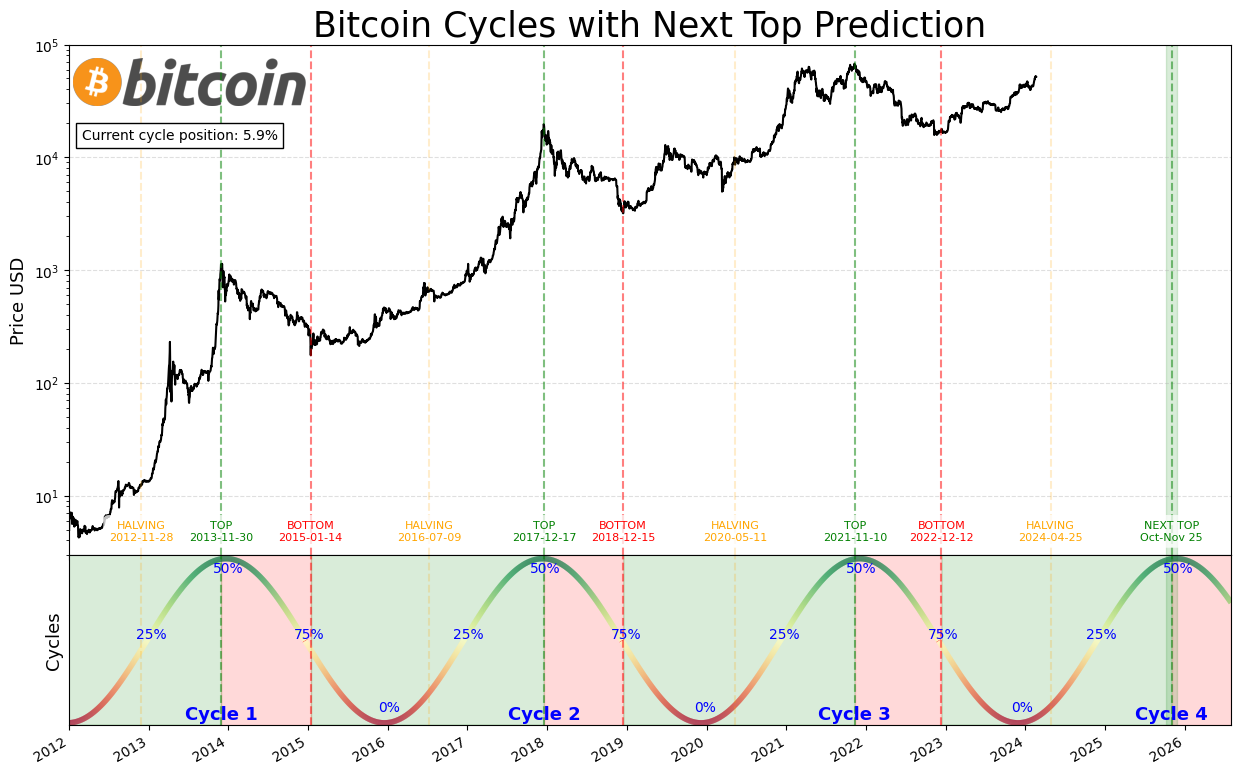 Bitcoin Cycles with Next Top Prediction
bitcoin
Current cycle position: 5.9%
Price USD
10^5
10^4
10^3
10^2
10^1
HALVING
2012-11-28
TOP
2013-11-30
BOTTOM
2015-01-14
HALVING
2016-07-09
TOP
2017-12-17
BOTTOM
2018-12-15
HALVING
2020-05-11
TOP
2021-11-10
BOTTOM
2022-12-12
HALVING
2024-04-25
NEXT TOP
Oct-Nov 25
Cycles
50%
50%
50%
50%
25%
75%
25%
75%
25%
75%
25%
0%
0%
0%
Cycle 1
Cycle 2
Cycle 3
Cycle 4
2012
2013
2014
2015
2016
2017
2018
2019
2020
2021
2022
2023
2024
2025
2026